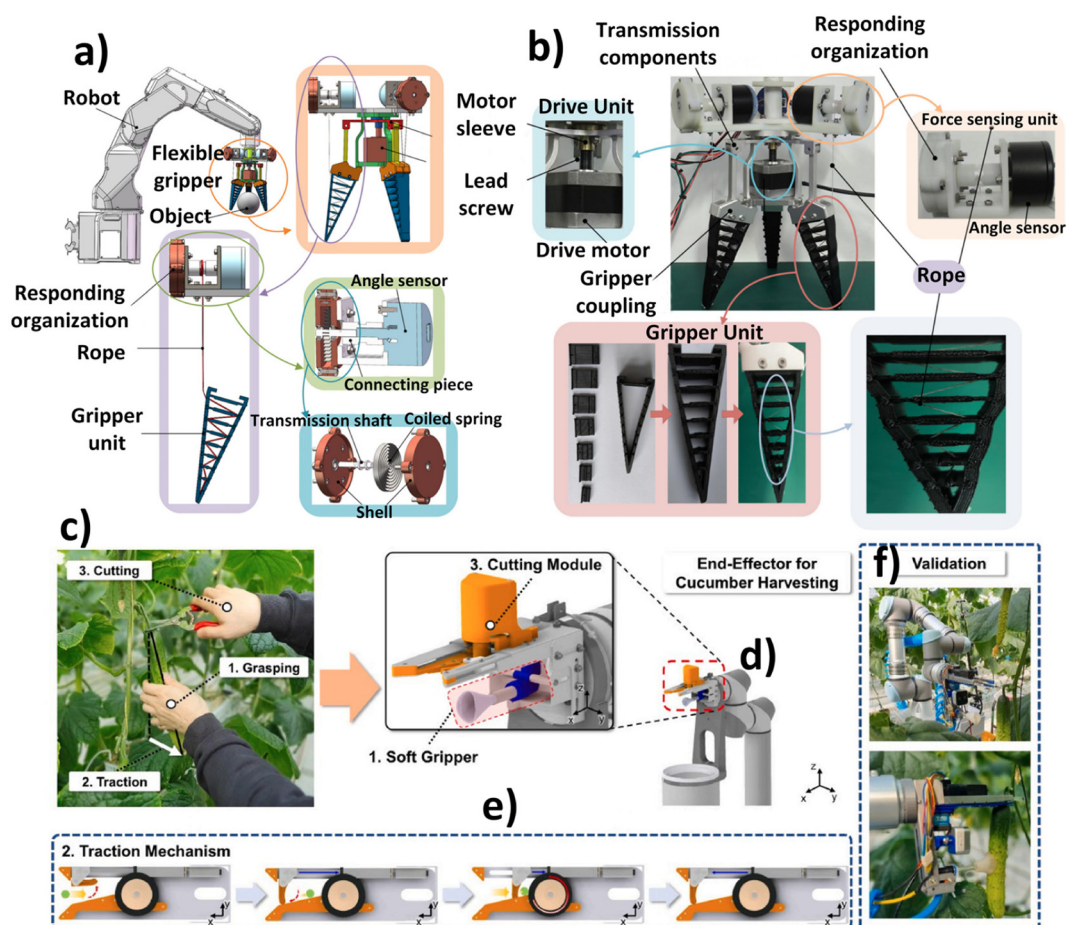 a)
Robot
Flexible
gripper
Object
Motor
sleeve
Lead
screw
Responding
organization
Rope
Gripper
unit
Angle sensor
Connecting piece
Transmission shaft
Coiled spring
Shell
b)
Transmission
components
Responding
organization
Drive Unit
Force sensing unit
Angle sensor
Drive motor
Gripper
coupling
Rope
Gripper Unit
c)
3. Cutting
1. Grasping
2. Traction
3. Cutting Module
1. Soft Gripper
x
y
z
End-Effector for
Cucumber Harvesting
d)
z
x
y
e)
2. Traction Mechanism
y
x
y
x
y
x
y
x
f)
Validation